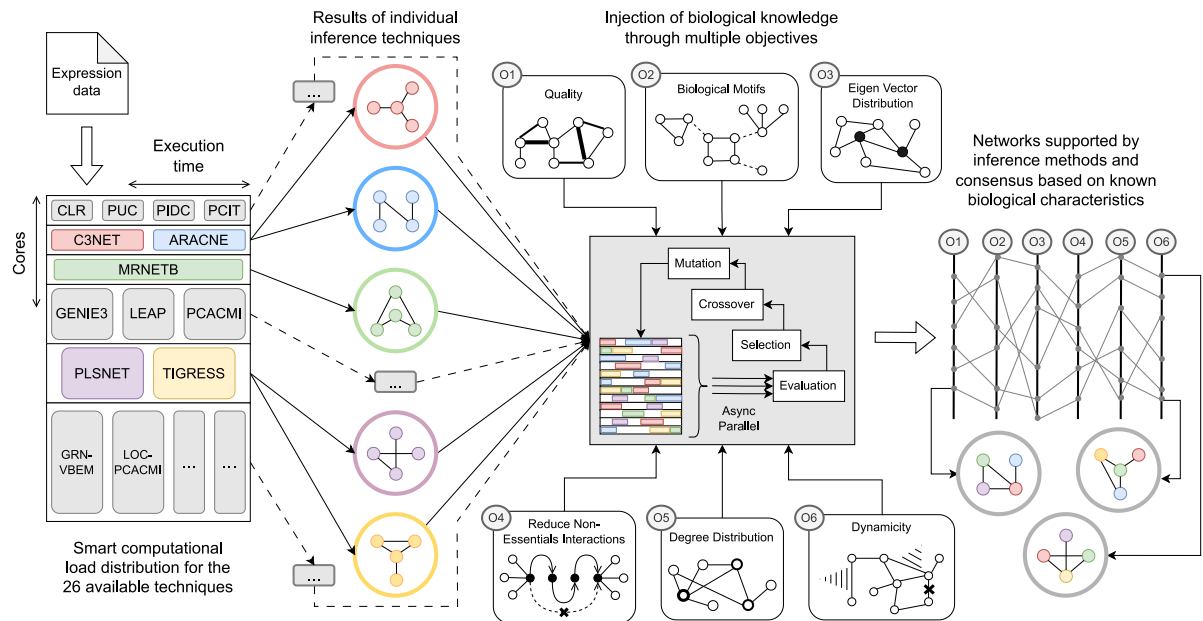 Expression
data
Execution
time
Cores
CLR
PUC
PIDC
PCIT
C3NET
ARACNE
MRNETB
GENIE3
LEAP
PCACMI
PLSNET
TIGRESS
GRN-
VBEM
LOC-
PCACMI
...
...
Smart computational
load distribution for the
26 available techniques
Results of individual
inference techniques
...
...
...
Injection of biological knowledge
through multiple objectives
O1
Quality
O2
Biological Motifs
O3
Eigen Vector
Distribution
Mutation
Crossover
Selection
Evaluation
Async
Parallel
O4
Reduce Non-
Essentials Interactions
O5
Degree Distribution
O6
Dynamicity
Networks supported by
inference methods and
consensus based on known
biological characteristics
O1
O2
O3
O4
O5
O6